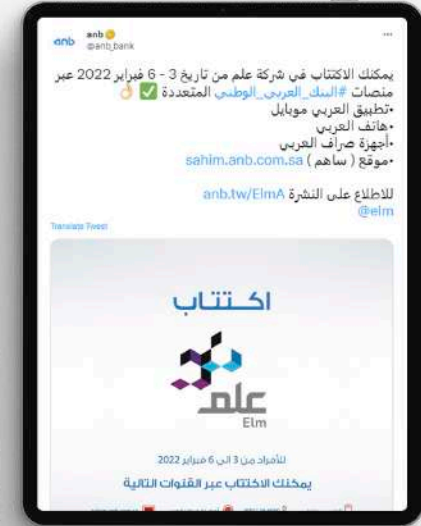 anb
anb
@anb_bank
يمكنك الاكتتاب في شركة علم من تاريخ 3 - 6 فبراير 2022 عبر
منصات #البنك_العربي_الوطني المتعددة ✅ 👌🏻
•تطبيق العربي موبايل
•هاتف العربي
•أجهزة صراف العربي
•موقع ( ساهم ) sahim.anb.com.sa
للاطلاع على النشرة anb.tw/ElmA
@elm
Translate Tweet
اكـتتاب
علم
Elm
للأفراد من 3 الى 6 فبراير 2022
يمكنك الاكتتاب عبر القنوات التالية